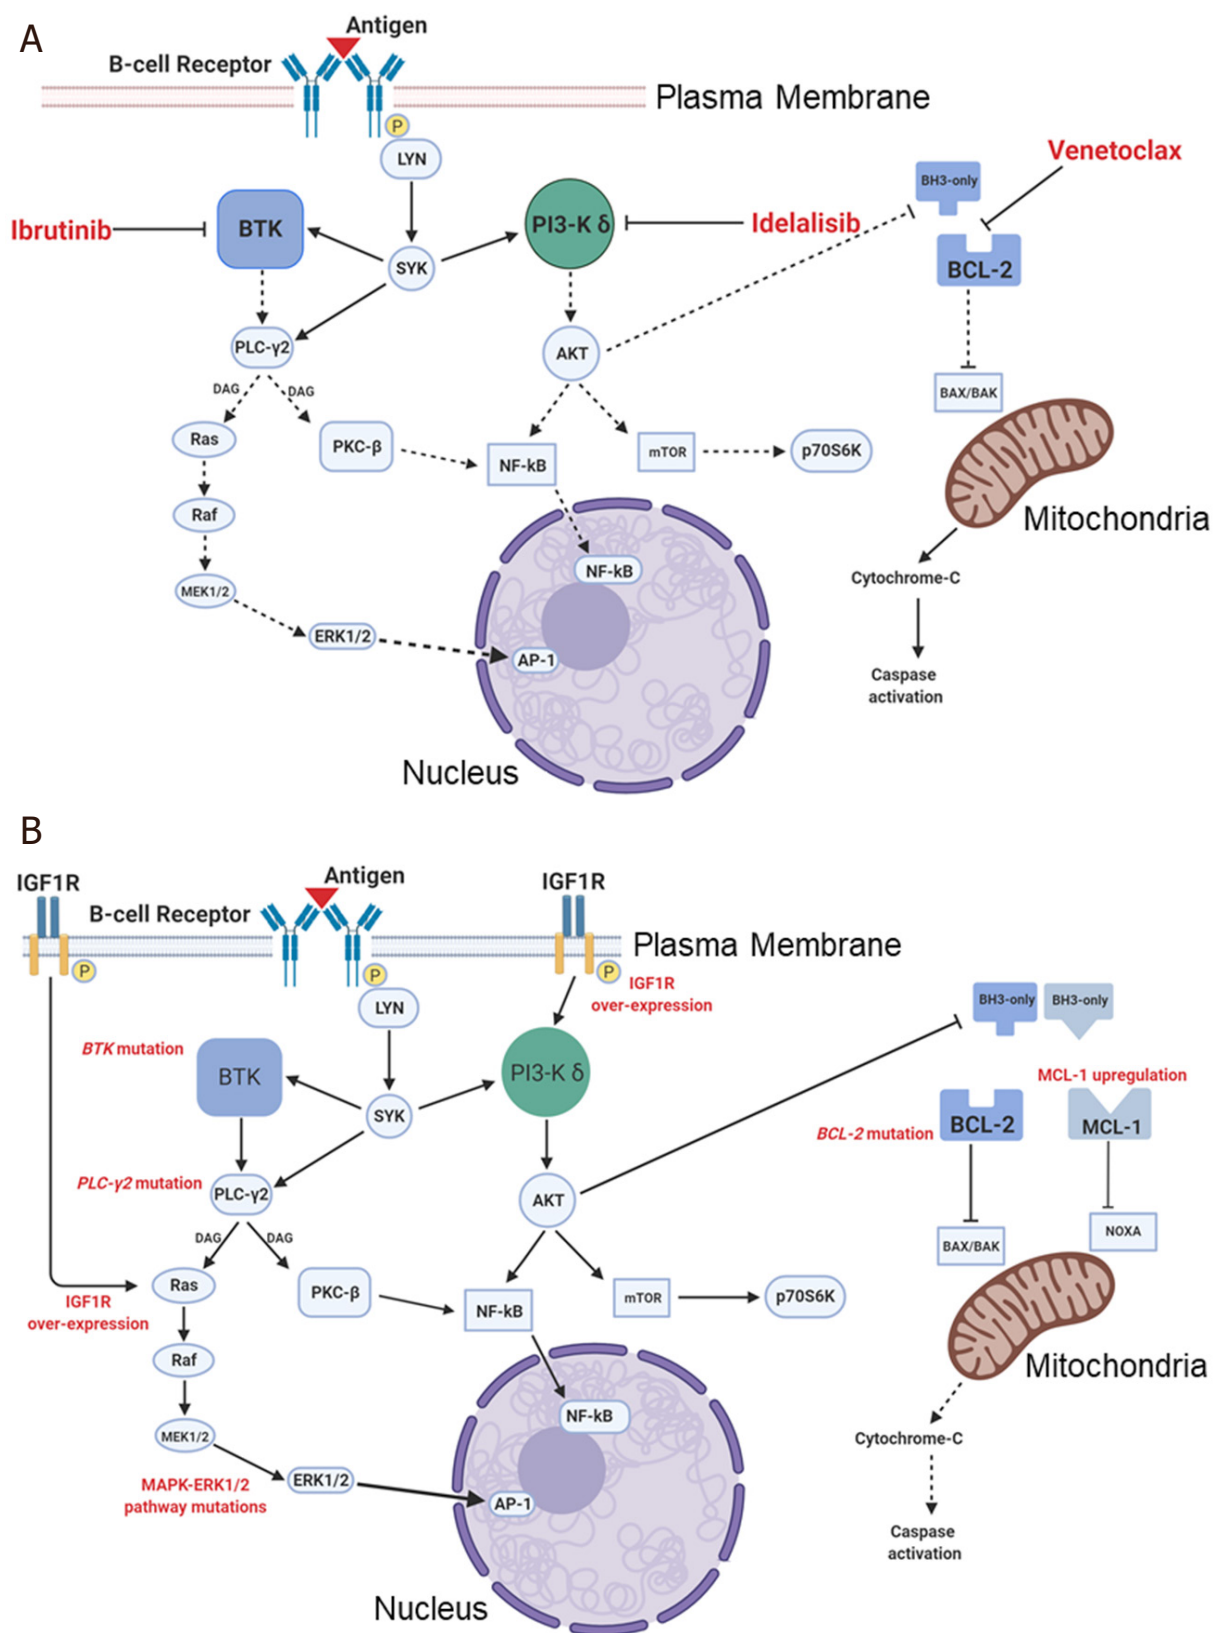 A
Antigen
B-cell Receptor
Plasma Membrane
P
LYN
Venetoclax
BH3-only
Ibrutinib
BTK
PI3-K δ
Idelalisib
SYK
BCL-2
PLC-γ2
AKT
DAG
DAG
BAX/BAK
Ras
PKC-β
NF-kB
mTOR
p70S6K
Raf
Mitochondria
NF-kB
Cytochrome-C
MEK1/2
ERK1/2
AP-1
Caspase
activation
Nucleus
B
IGF1R
Antigen
IGF1R
B-cell Receptor
Plasma Membrane
P
P
P
IGF1R
over-expression
LYN
BH3-only
BH3-only
BTK mutation
BTK
PI3-K δ
MCL-1 upregulation
SYK
BCL-2 mutation
BCL-2
MCL-1
PLC-γ2 mutation
PLC-γ2
AKT
DAG
DAG
NOXA
BAX/BAK
Ras
PKC-β
NF-kB
mTOR
p70S6K
IGF1R
over-expression
Raf
Mitochondria
NF-kB
MEK1/2
Cytochrome-C
MAPK-ERK1/2
pathway mutations
ERK1/2
AP-1
Caspase
activation
Nucleus